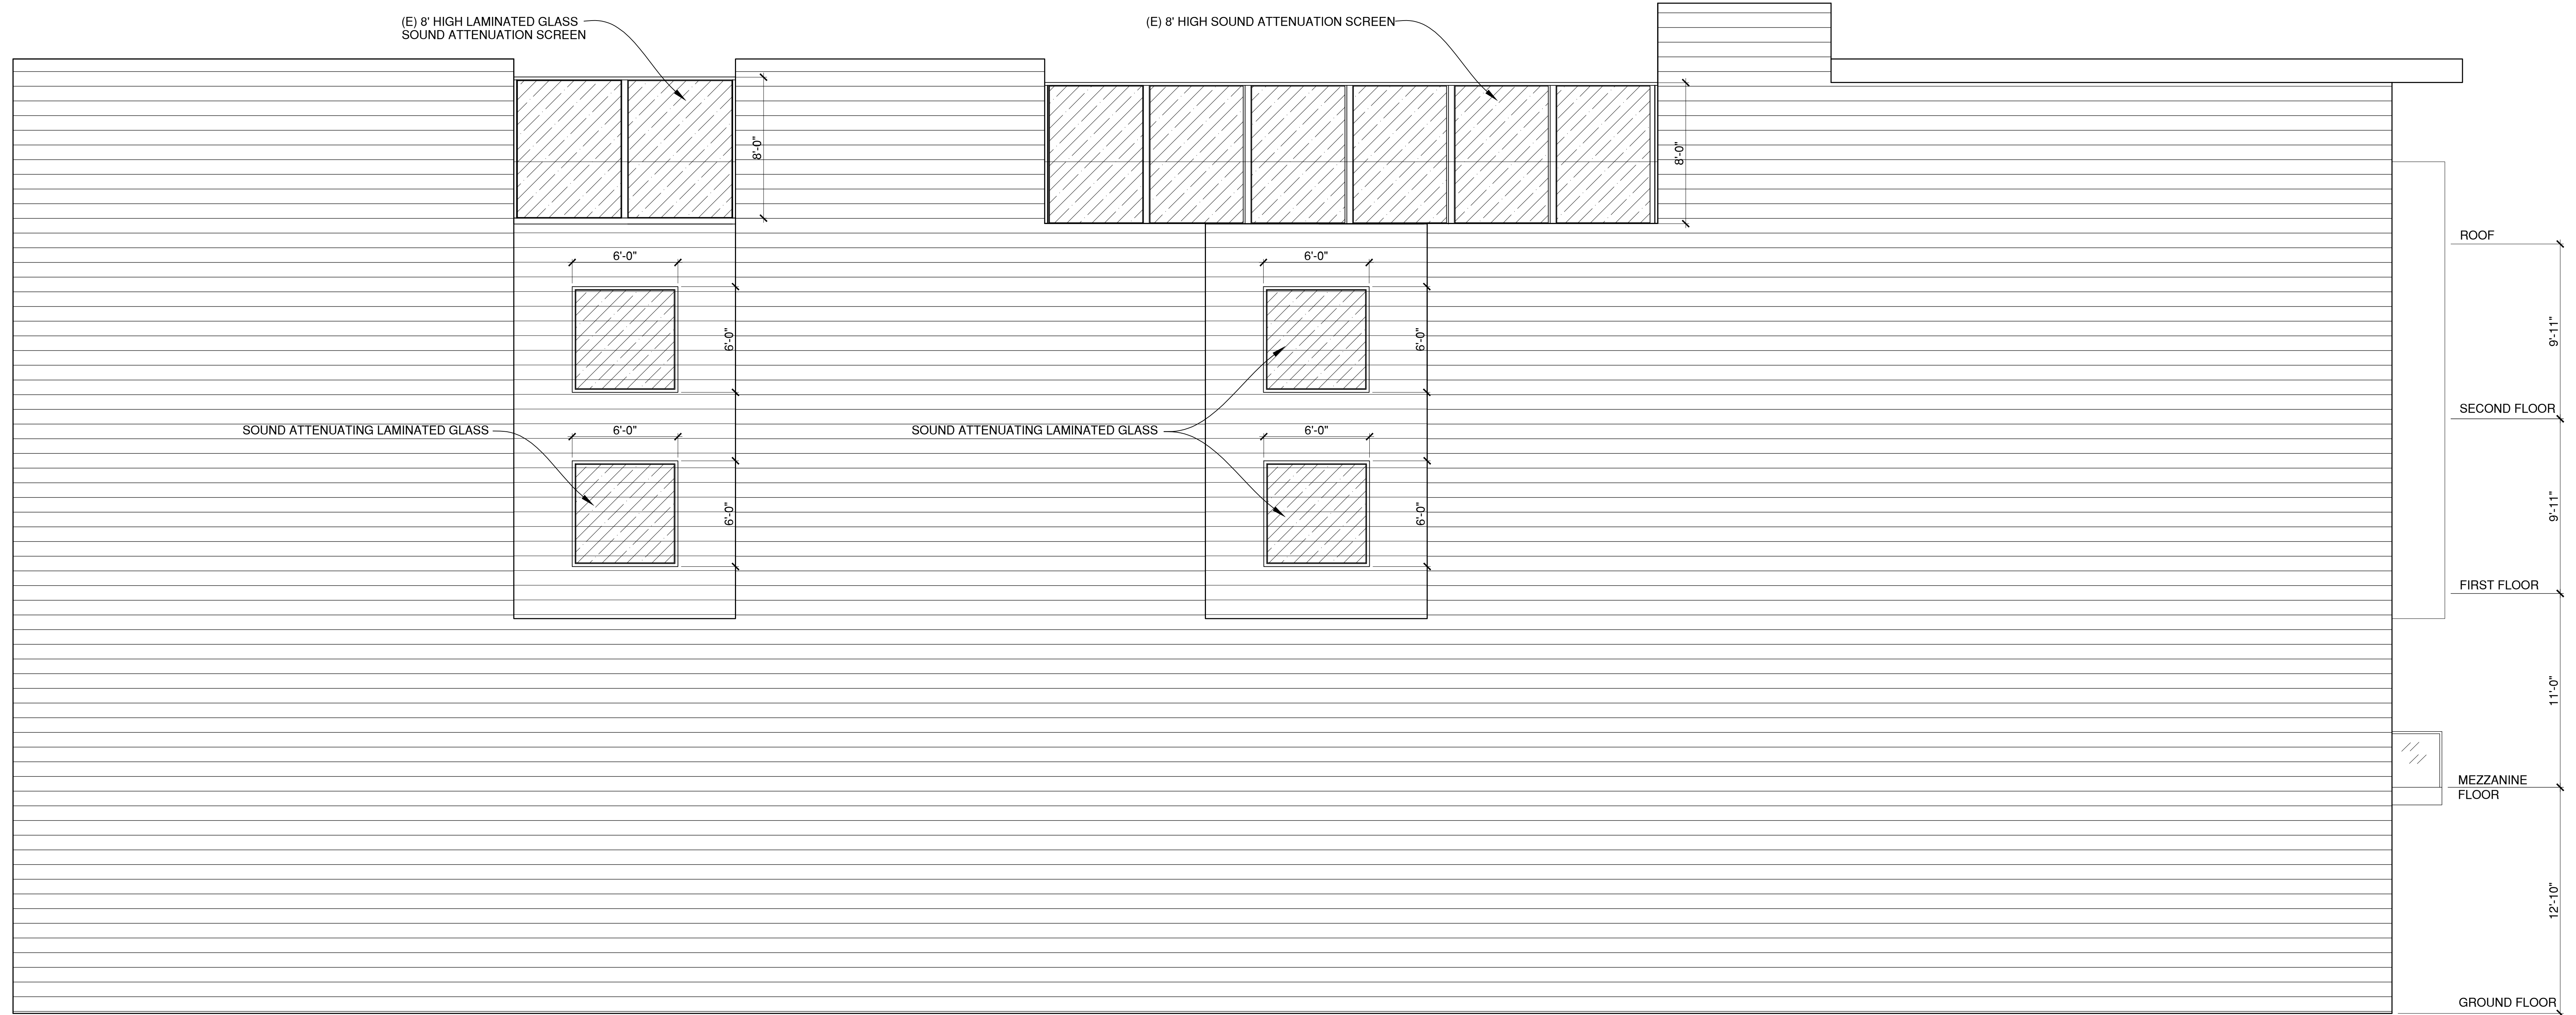 (E) 8' HIGH LAMINATED GLASS
SOUND ATTENUATION SCREEN
(E) 8' HIGH SOUND ATTENUATION SCREEN
8'-0"
8'-0"
ROOF
6'-0"
6'-0"
6'-0"
6'-0"
9'-11"
SECOND FLOOR
SOUND ATTENUATING LAMINATED GLASS
6'-0"
SOUND ATTENUATING LAMINATED GLASS
6'-0"
6'-0"
6'-0"
9'-11"
FIRST FLOOR
11'-0"
MEZZANINE
FLOOR
12'-10"
GROUND FLOOR